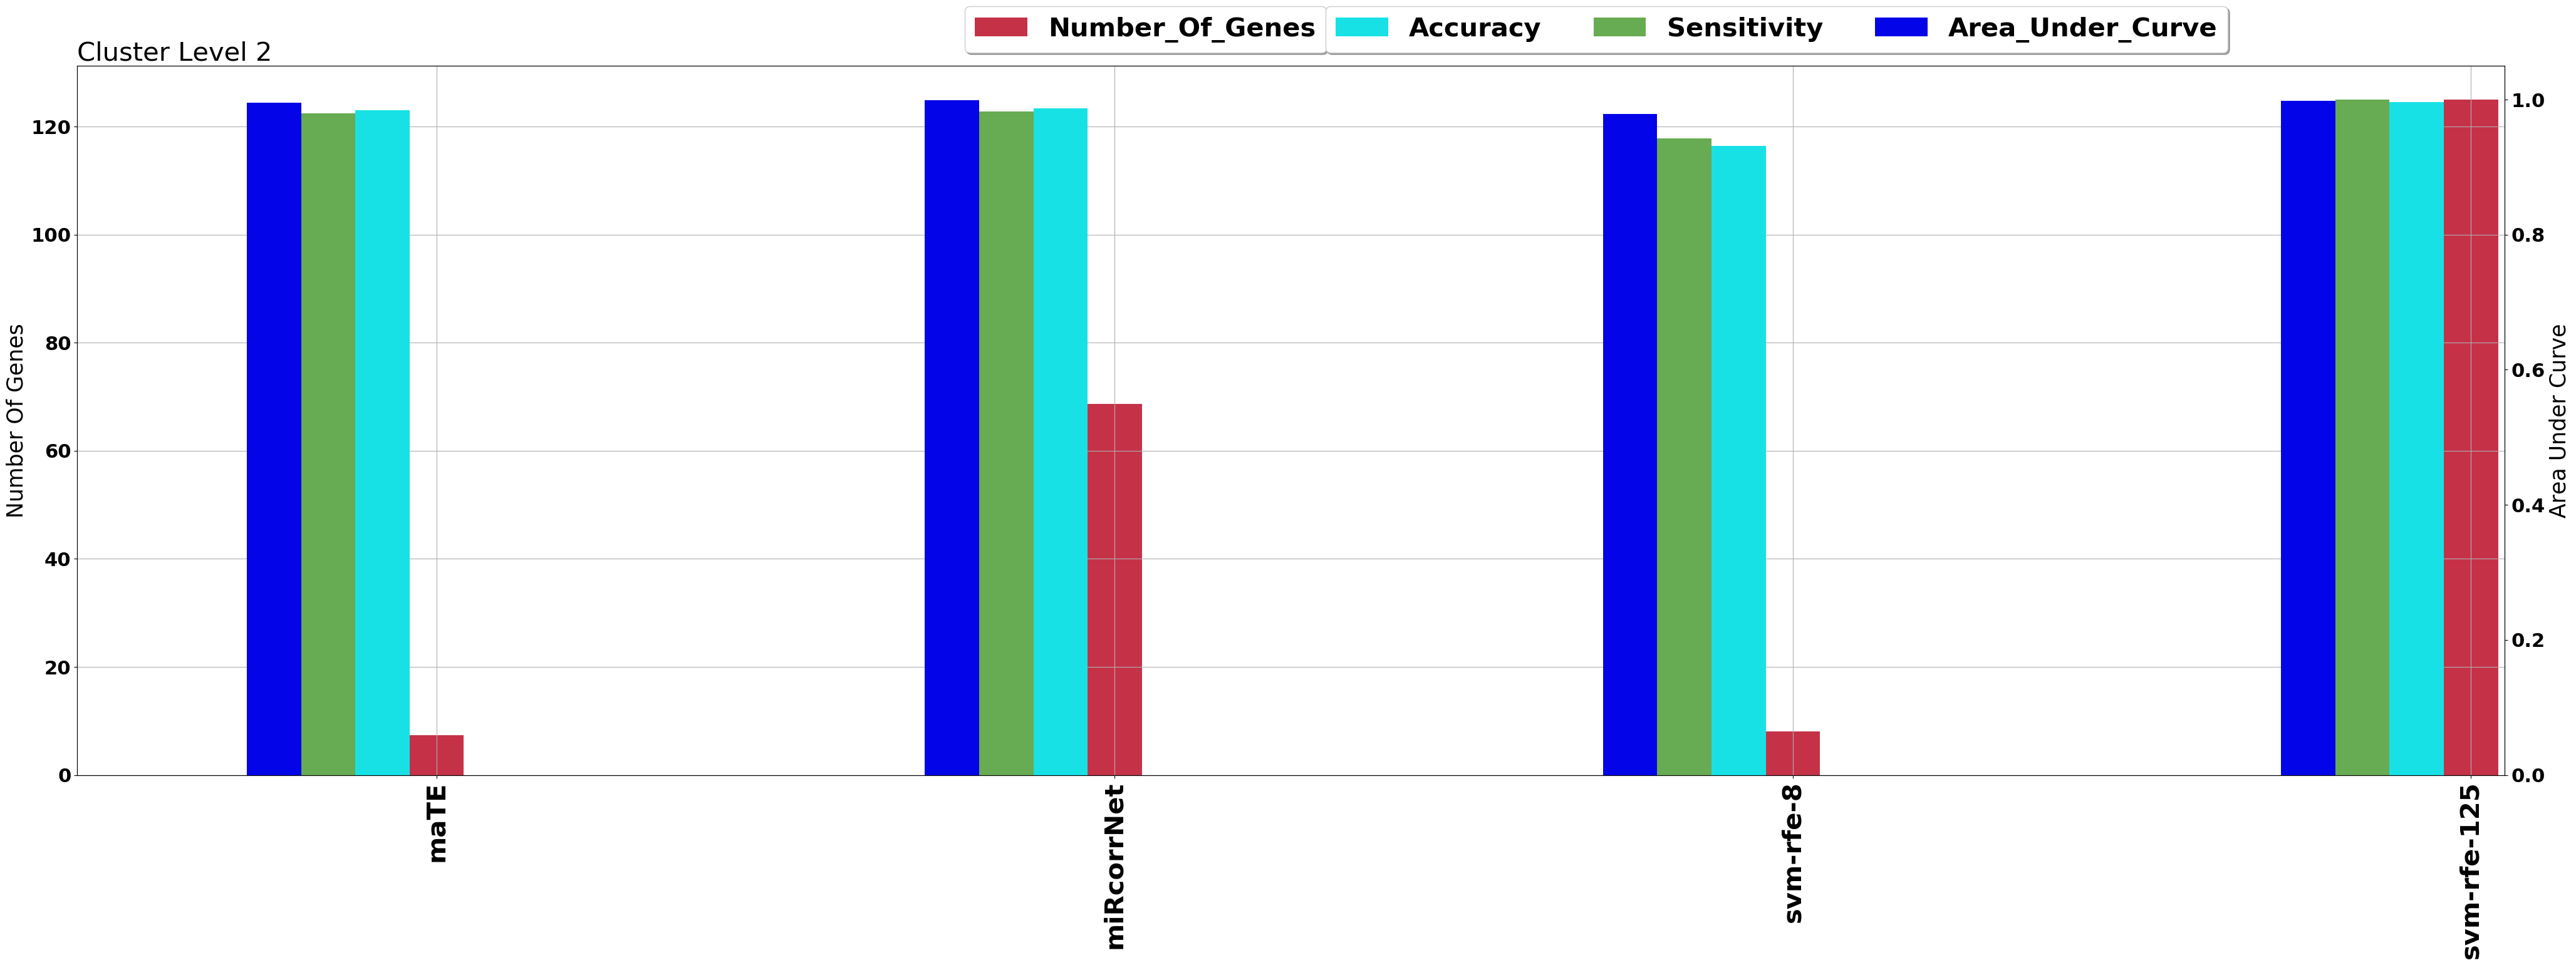 Number_Of_Genes Accuracy Sensitivity Area_Under_Curve
Cluster Level 2
Number Of Genes
120
100
80
60
40
20
0
1.0
0.8
0.6
0.4
0.2
0.0
Area Under Curve
maTE
miRcorrNet
svm-rfe-8
svm-rfe-125